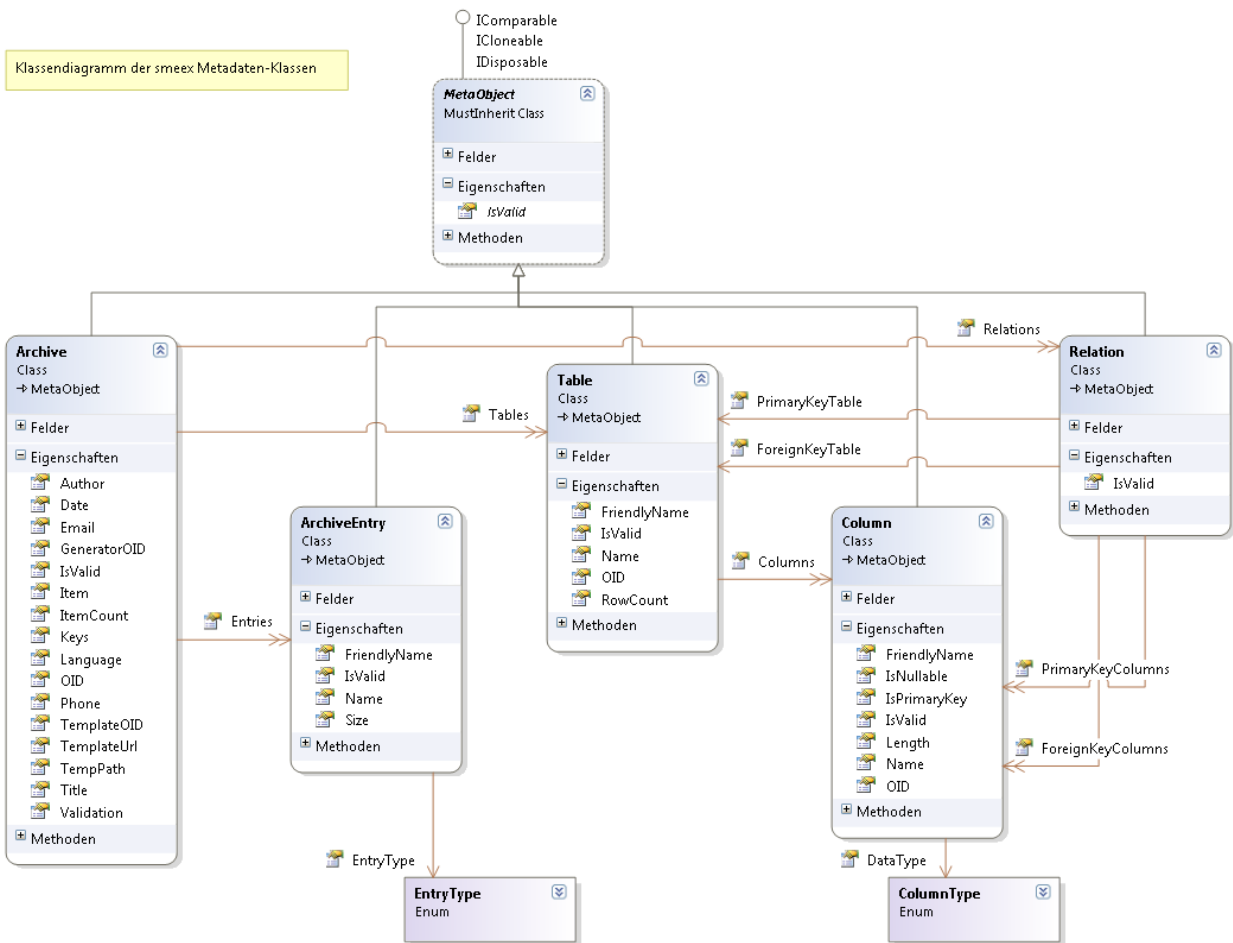 IComparable
ICloneable
IDisposable
Klassendiagramm der smeex Metadaten-Klassen
MetaObject
MustInherit Class
Felder
Eigenschaften
IsValid
Methoden
Archive
Class
MetaObject
Felder
Eigenschaften
Author
Date
Email
GeneratorOID
IsValid
Item
ItemCount
Keys
Language
OID
Phone
TemplateOID
TemplateUrl
TempPath
Title
Validation
Methoden
Relations
Tables
Entries
ArchiveEntry
Class
MetaObject
Felder
Eigenschaften
FriendlyName
IsValid
Name
Size
Methoden
EntryType
EntryType
Enum
Table
Class
MetaObject
Felder
Eigenschaften
FriendlyName
IsValid
Name
OID
RowCount
Methoden
PrimaryKeyTable
ForeignKeyTable
Columns
Column
Class
MetaObject
Felder
Eigenschaften
FriendlyName
IsNullable
IsPrimaryKey
IsValid
Length
Name
OID
Methoden
DataType
ColumnType
Enum
Relation
Class
MetaObject
Felder
Eigenschaften
IsValid
Methoden
PrimaryKeyColumns
ForeignKeyColumns